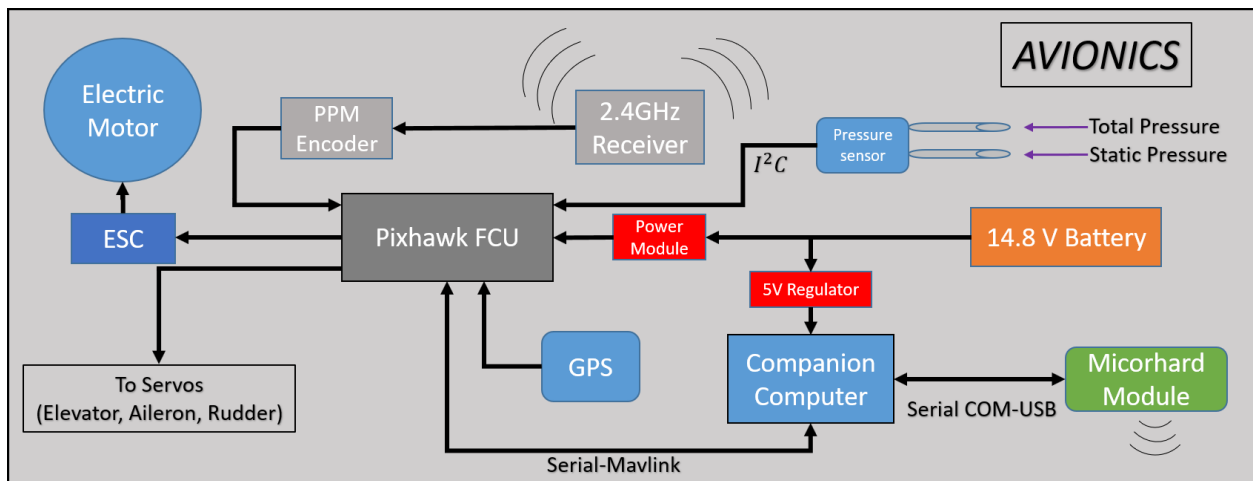 AVIONICS
Electric
Motor
PPM
Encoder
2.4GHz
Receiver
Pressure
sensor
Total Pressure
Static Pressure
I²C
ESC
Pixhawk FCU
Power
Module
14.8 V Battery
5V Regulator
To Servos
(Elevator, Aileron, Rudder)
GPS
Companion
Computer
Micorhard
Module
Serial COM-USB
Serial-Mavlink